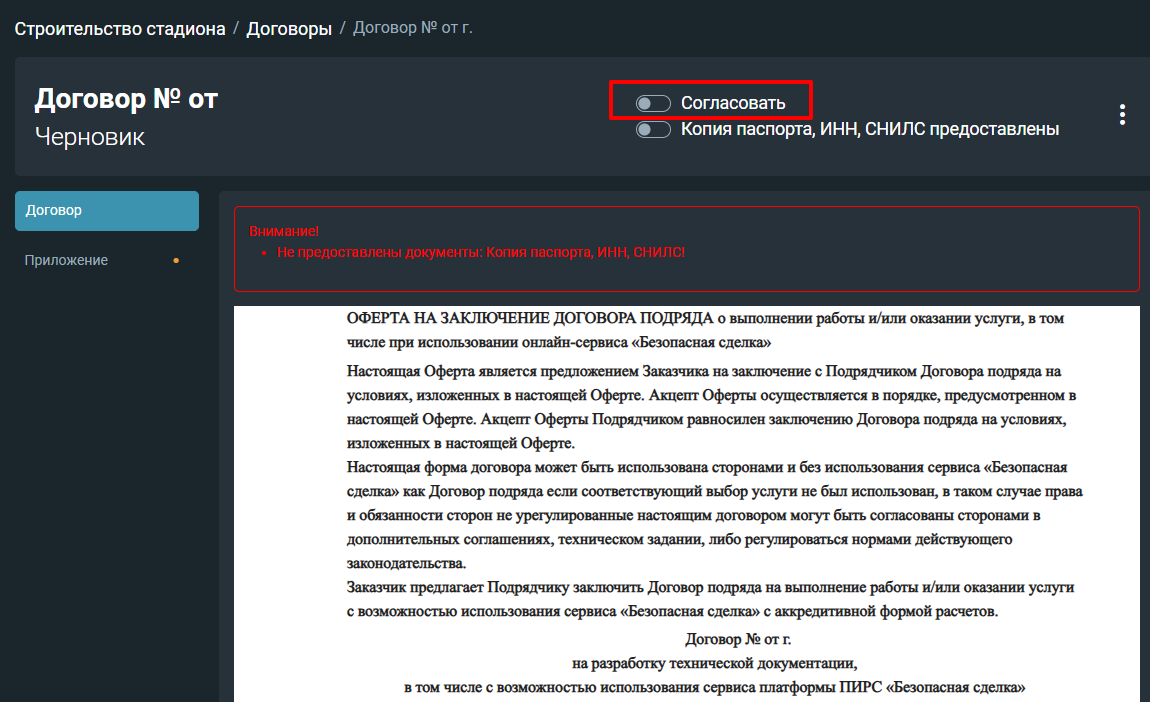 Строительство стадиона / Договоры / Договор № от г.
Договор № от
Черновик
Согласовать
Копия паспорта, ИНН, СНИЛС предоставлены
Договор
Приложение
Внимание!
• Не предоставлены документы: Копия паспорта, ИНН, СНИЛС!
ОФЕРТА НА ЗАКЛЮЧЕНИЕ ДОГОВОРА ПОДРЯДА о выполнении работы и/или оказании услуги, в том
числе при использовании онлайн-сервиса «Безопасная сделка»
Настоящая Оферта является предложением Заказчика на заключение с Подрядчиком Договора подряда на
условиях, изложенных в настоящей Оферте. Акцепт Оферты осуществляется в порядке, предусмотренном в
настоящей Оферте. Акцепт Оферты Подрядчиком равносилен заключению Договора подряда на условиях,
изложенных в настоящей Оферте.
Настоящая форма договора может быть использована сторонами и без использования сервиса «Безопасная
сделка» как Договор подряда если соответствующий выбор услуги не был использован, в таком случае права
и обязанности сторон не урегулированные настоящим договором могут быть согласованы сторонами в
дополнительных соглашениях, техническом задании, либо регулироваться нормами действующего
законодательства.
Заказчик предлагает Подрядчику заключить Договор подряда на выполнение работы и/или оказании услуги
с возможностью использования сервиса «Безопасная сделка» с аккредитивной формой расчетов.
Договор № от г.
на разработку технической документации,
в том числе с возможностью использования сервиса платформы ПИРС «Безопасная сделка»